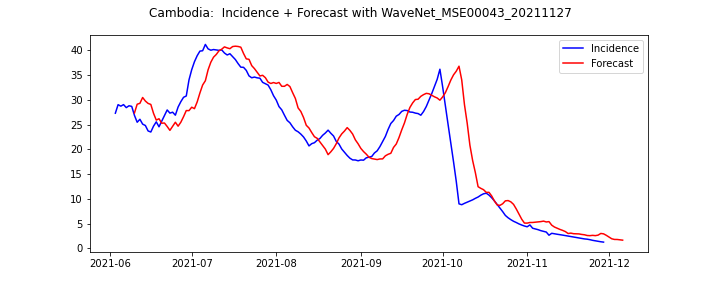 Cambodia:  Incidence + Forecast with WaveNet_MSE00043_20211127
Incidence
Forecast
40
35
30
25
20
15
10
5
0
2021-06 2021-07 2021-08 2021-09 2021-10 2021-11 2021-12